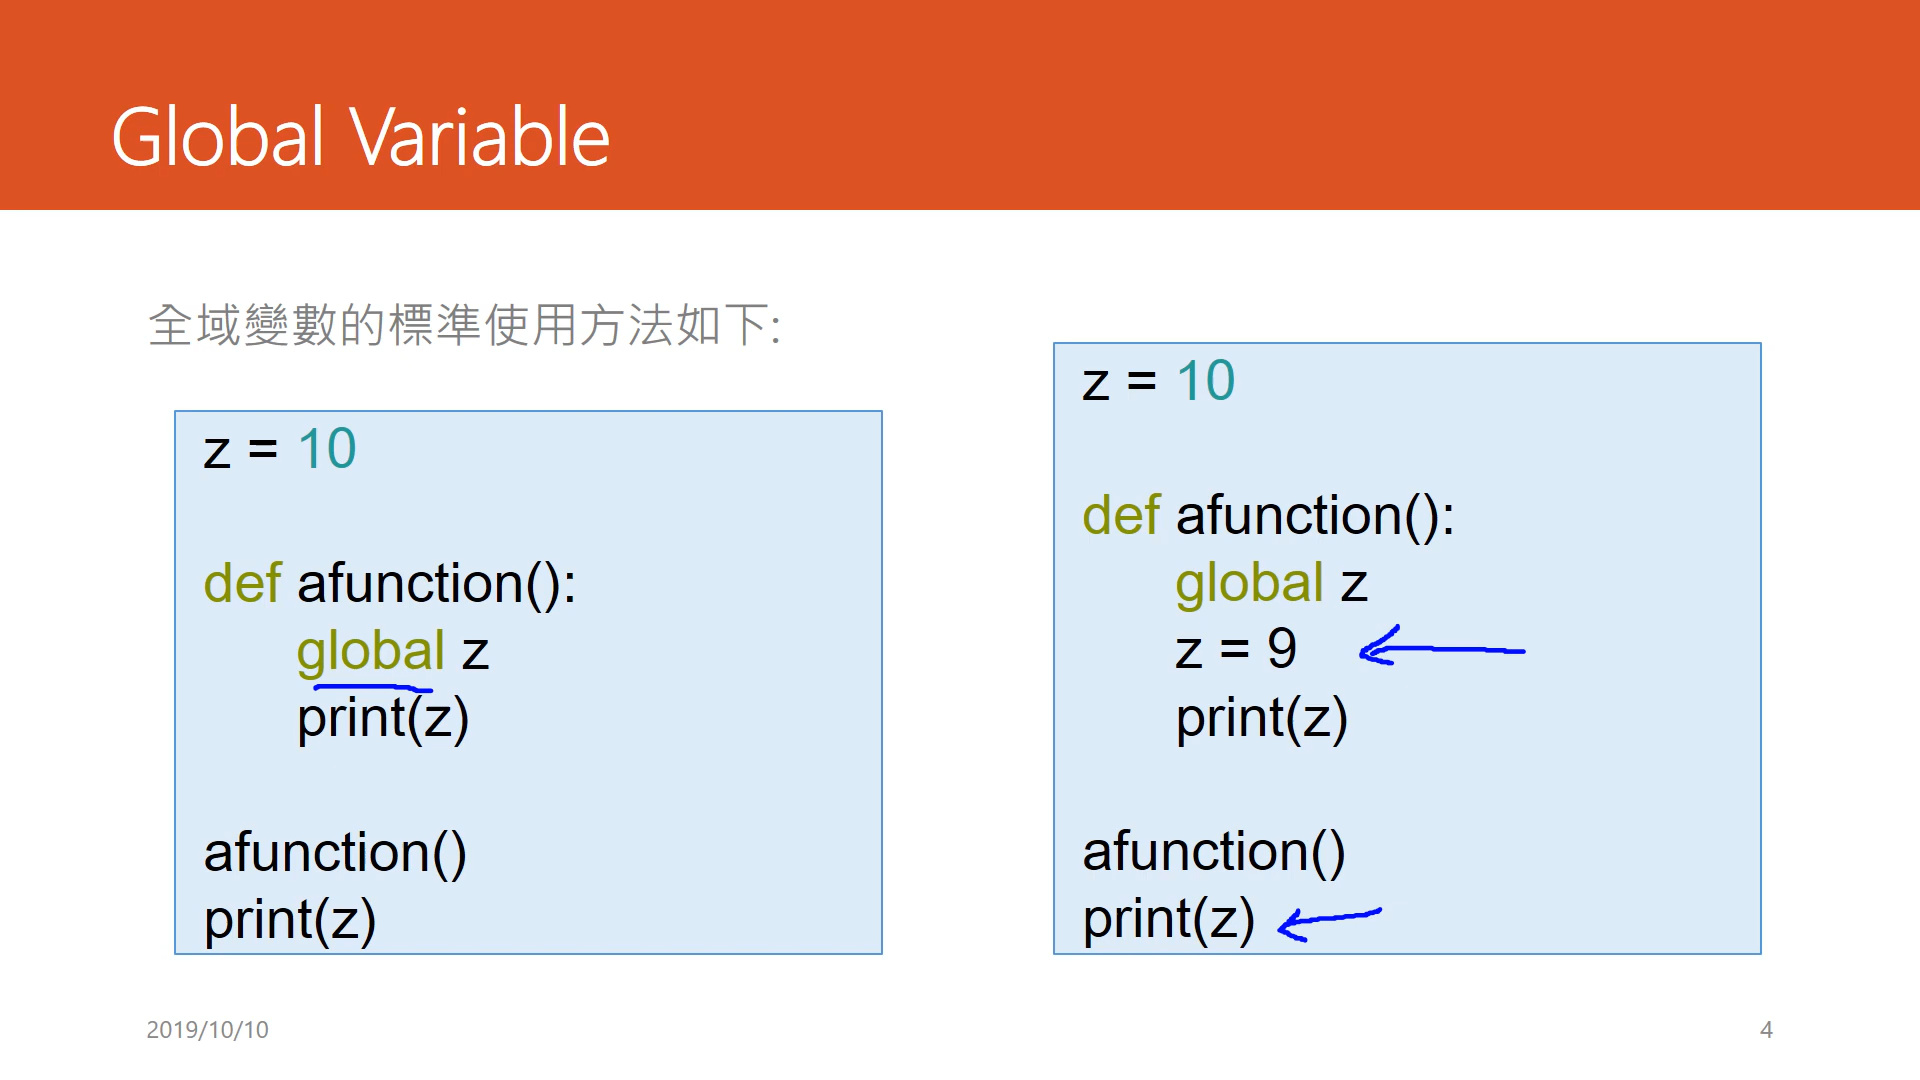 Global Variable
全域變數的標準使用方法如下:
z = 10
def afunction():
global z
print(z)
afunction()
print(z)
z = 10
def afunction():
global z
z = 9
print(z)
afunction()
print(z)
2019/10/10
4